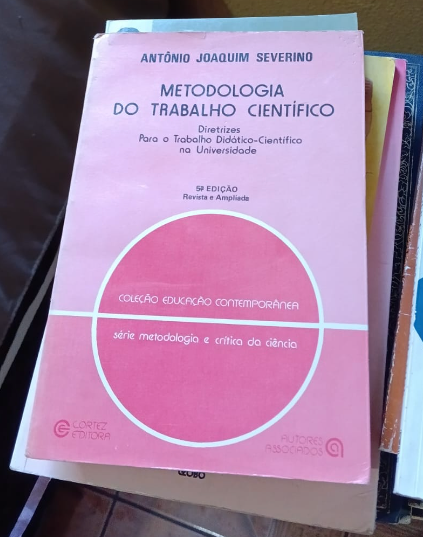 ANTÔNIO JOAQUIM SEVERINO
METODOLOGIA
DO TRABALHO CIENTÍFICO
Diretrizes
Para o Trabalho Didático-Científico
na Universidade
5ª EDIÇÃO
Revista e Ampliada
COLEÇÃO EDUCAÇÃO CONTEMPORÂNEA
série metodologia e crítica da ciência
CORTEZ
EDITORA
AUTORES
ASSOCIADOS
GLOBO